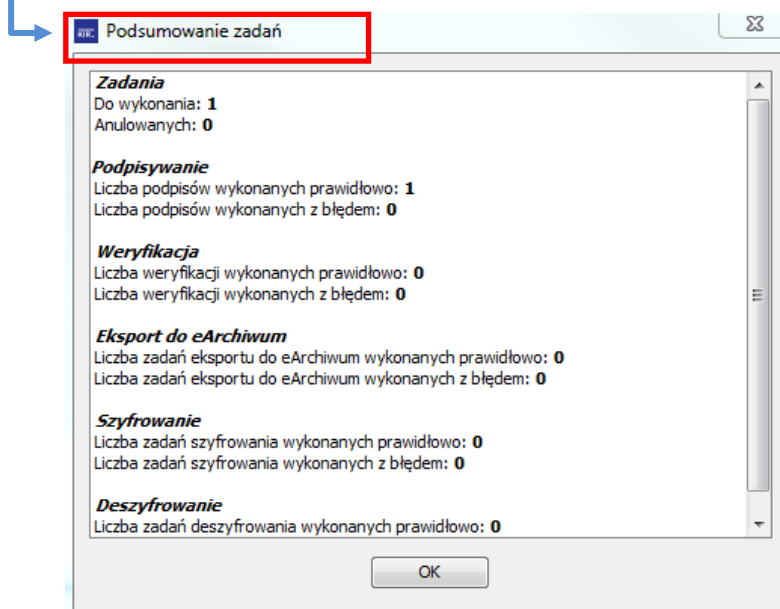 Podsumowanie zadań
Zadania
Do wykonania: 1
Anulowanych: 0
Podpisywanie
Liczba podpisów wykonanych prawidłowo: 1
Liczba podpisów wykonanych z błędem: 0
Weryfikacja
Liczba weryfikacji wykonanych prawidłowo: 0
Liczba weryfikacji wykonanych z błędem: 0
Eksport do eArchiwum
Liczba zadań eksportu do eArchiwum wykonanych prawidłowo: 0
Liczba zadań eksportu do eArchiwum wykonanych z błędem: 0
Szyfrowanie
Liczba zadań szyfrowania wykonanych prawidłowo: 0
Liczba zadań szyfrowania wykonanych z błędem: 0
Deszyfrowanie
Liczba zadań deszyfrowania wykonanych prawidłowo: 0
OK